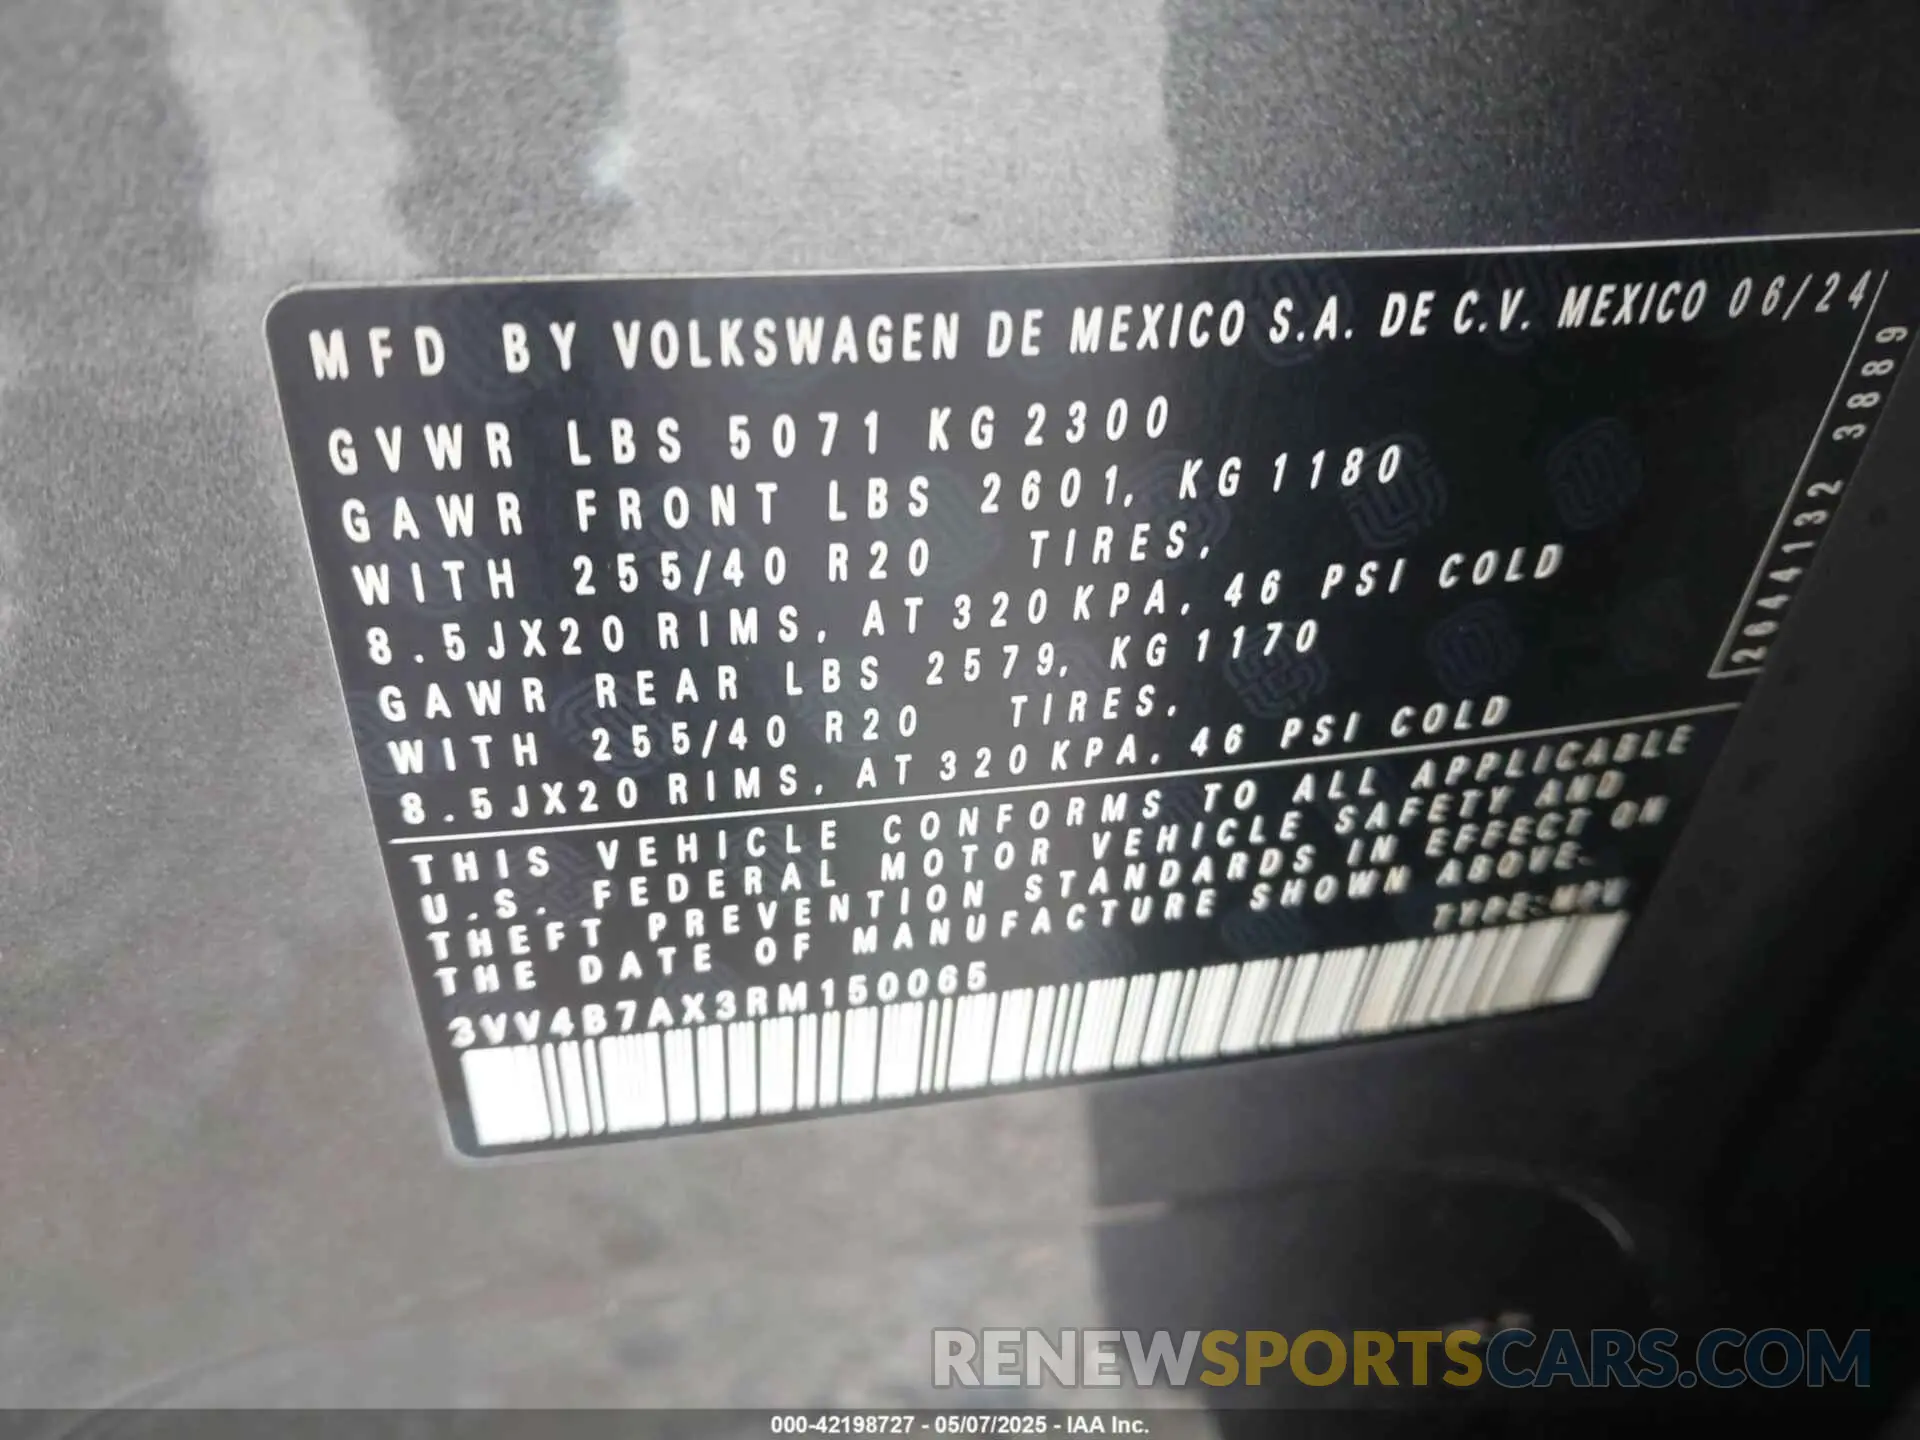 MFD BY VOLKSWAGEN DE MEXICO S.A. DE C.V. MEXICO 06/24
GVWR LBS 5071 KG 2300
GAWR FRONT LBS 2601, KG 1180
WITH 255/40 R20 TIRES,
8.5JX20 RIMS, AT 320 KPA, 46 PSI COLD
GAWR REAR LBS 2579, KG 1170
WITH 255/40 R20 TIRES,
8.5JX20 RIMS, AT 320 KPA, 46 PSI COLD
2644132 3889
THIS VEHICLE CONFORMS TO ALL APPLICABLE
U.S. FEDERAL MOTOR VEHICLE SAFETY AND
THEFT PREVENTION STANDARDS IN EFFECT ON
THE DATE OF MANUFACTURE SHOWN ABOVE.
3VV4B7AX3RM150065 TYPE:MPV
RENEWSPORTSCARS.COM
000-42198727 - 05/07/2025 - IAA Inc.